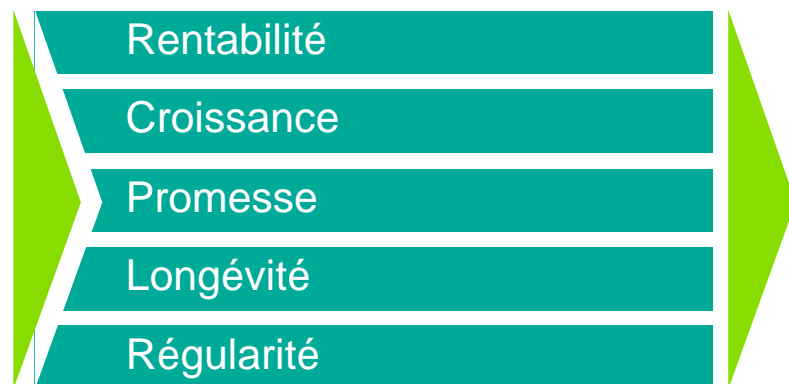 Rentabilité
Croissance
Promesse
Longévité
Régularité